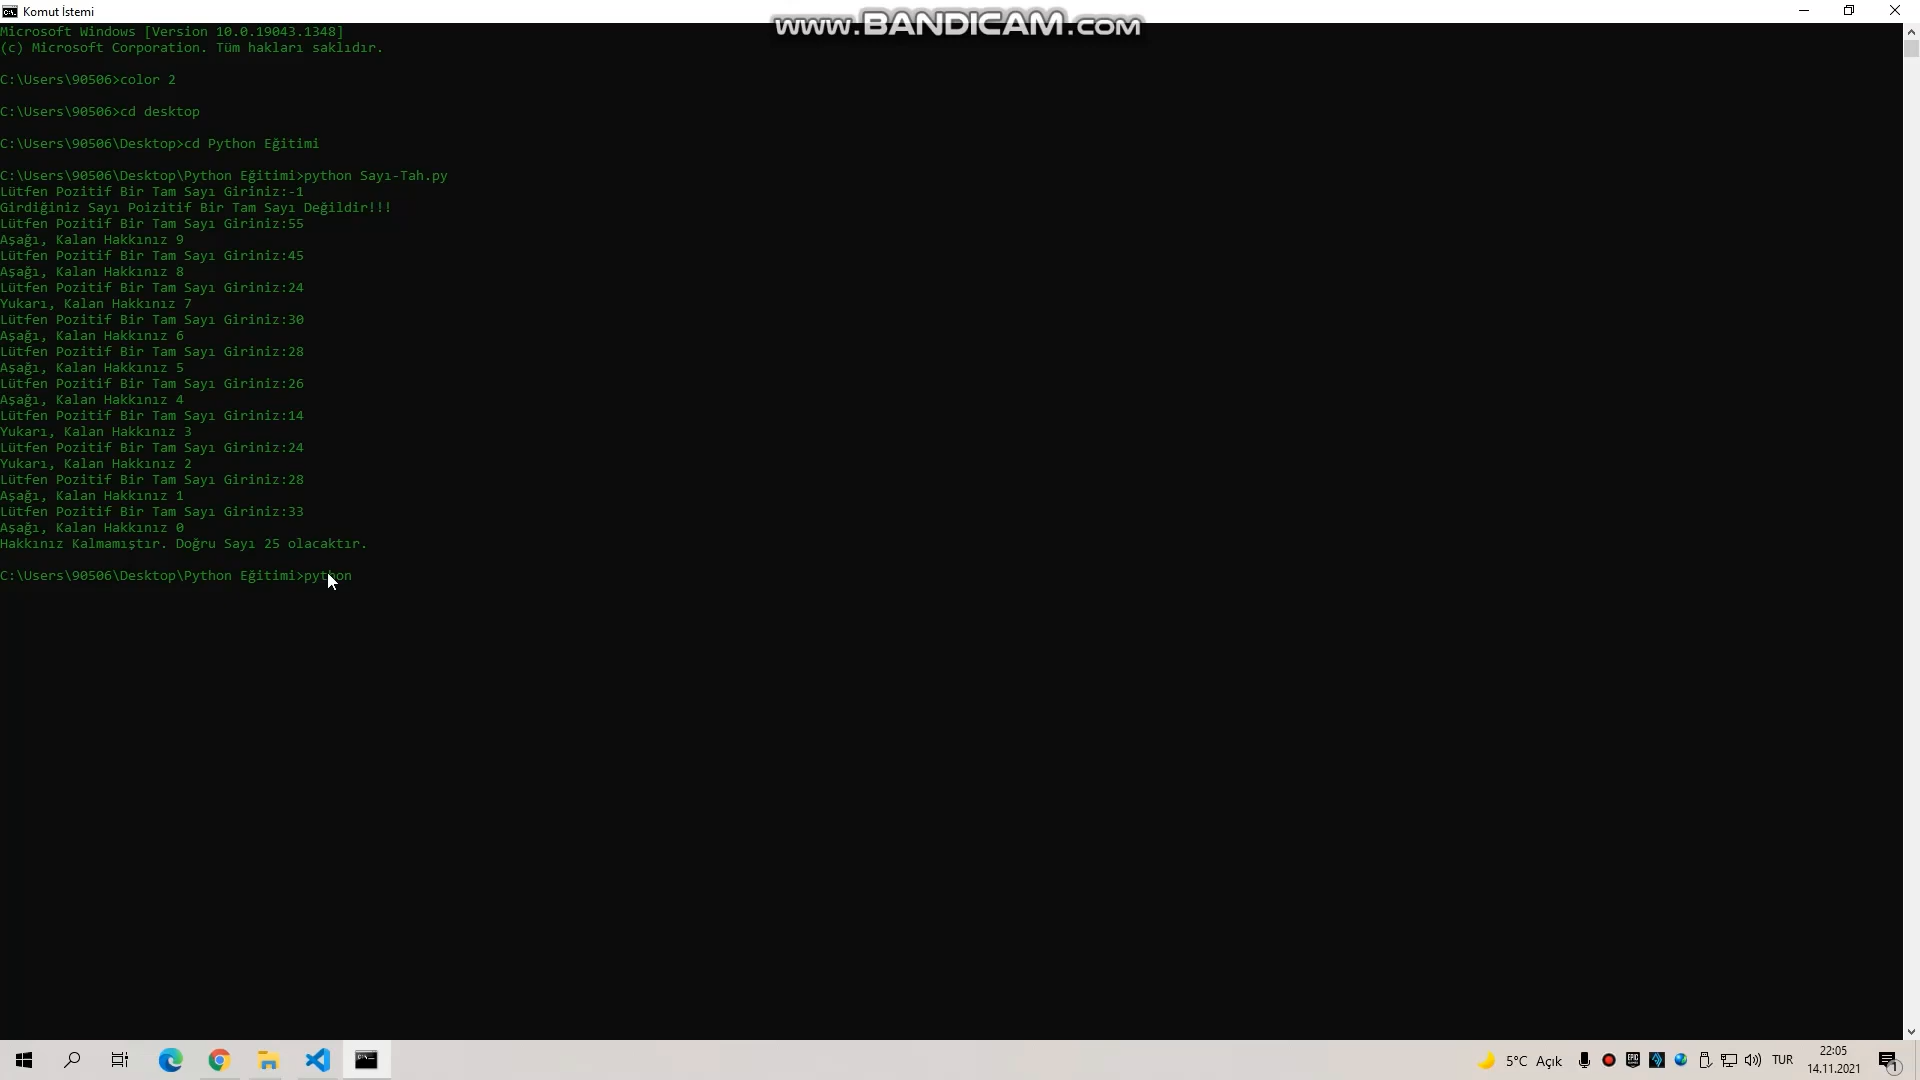 Komut İstemi
www.BANDICAM.com
Microsoft Windows [Version 10.0.19043.1348]
(c) Microsoft Corporation. Tüm hakları saklıdır.
C:\Users\90506>color 2
C:\Users\90506>cd desktop
C:\Users\90506\Desktop>cd Python Eğitimi
C:\Users\90506\Desktop\Python Eğitimi>python Sayı-Tah.py
Lütfen Pozitif Bir Tam Sayı Giriniz:-1
Girdiğiniz Sayı Poizitif Bir Tam Sayı Değildir!!!
Lütfen Pozitif Bir Tam Sayı Giriniz:55
Aşağı, Kalan Hakkınız 9
Lütfen Pozitif Bir Tam Sayı Giriniz:45
Aşağı, Kalan Hakkınız 8
Lütfen Pozitif Bir Tam Sayı Giriniz:24
Yukarı, Kalan Hakkınız 7
Lütfen Pozitif Bir Tam Sayı Giriniz:30
Aşağı, Kalan Hakkınız 6
Lütfen Pozitif Bir Tam Sayı Giriniz:28
Aşağı, Kalan Hakkınız 5
Lütfen Pozitif Bir Tam Sayı Giriniz:26
Aşağı, Kalan Hakkınız 4
Lütfen Pozitif Bir Tam Sayı Giriniz:14
Yukarı, Kalan Hakkınız 3
Lütfen Pozitif Bir Tam Sayı Giriniz:24
Yukarı, Kalan Hakkınız 2
Lütfen Pozitif Bir Tam Sayı Giriniz:28
Aşağı, Kalan Hakkınız 1
Lütfen Pozitif Bir Tam Sayı Giriniz:33
Aşağı, Kalan Hakkınız 0
Hakkınız Kalmamıştır. Doğru Sayı 25 olacaktır.
C:\Users\90506\Desktop\Python Eğitimi>python
5°C Açık
TUR
22:05
14.11.2021
1